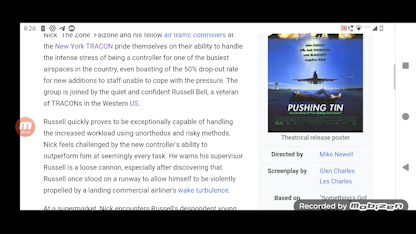 8:28
Nick "The Zone" Falzone and his fellow air traffic controllers at
the New York TRACON pride themselves on their ability to handle
the intense stress of being a controller for one of the busiest
airspaces in the country, even boasting of the 50% drop-out rate
for new additions to staff unable to cope with the pressure. The
group is joined by the quiet and confident Russell Bell, a veteran
of TRACONs in the Western US.
Russell quickly proves to be exceptionally capable of handling
the increased workload using unorthodox and risky methods.
Nick feels challenged by the new controller's ability to
outperform him at seemingly every task. He warns his supervisor
Russell is a loose cannon, especially after discovering that
Russell once stood on a runway to allow himself to be violently
propelled by a landing commercial airliner's wake turbulence.
At a supermarket, Nick encounters Russell's despondent young
PUSHING TIN
Theatrical release poster
Directed by Mike Newell
Screenplay by Glen Charles
Les Charles
Based on "Something's Got
Recorded by MOBIZEN